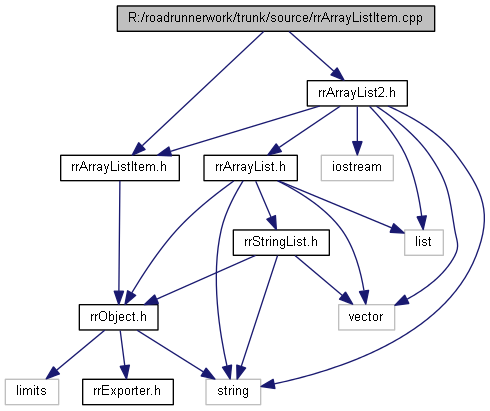 R:/roadrunnerwork/trunk/source/rrArrayListItem.cpp
rrArrayList2.h
rrArrayListItem.h
rrArrayList.h
iostream
rrStringList.h
list
rrObject.h
vector
limits
rrExporter.h
string